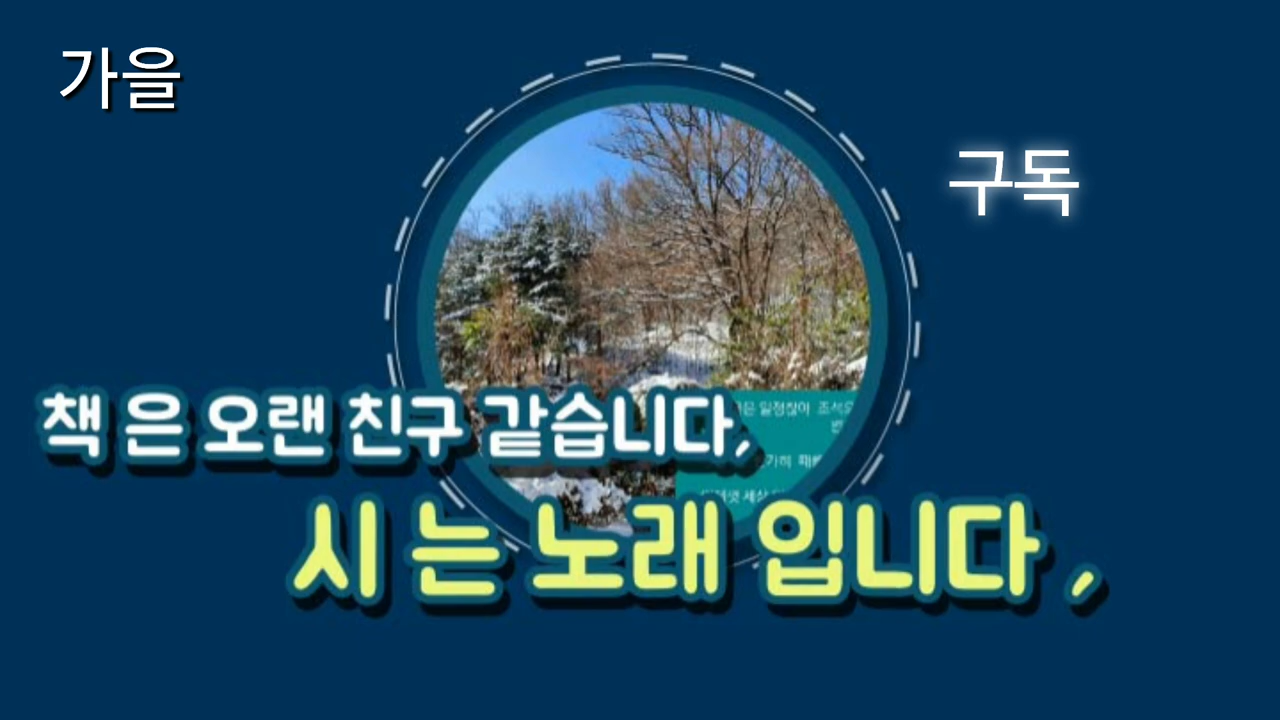 가을
구독
책 은 오랜 친구 같습니다,
시 는 노래 입니다 ,